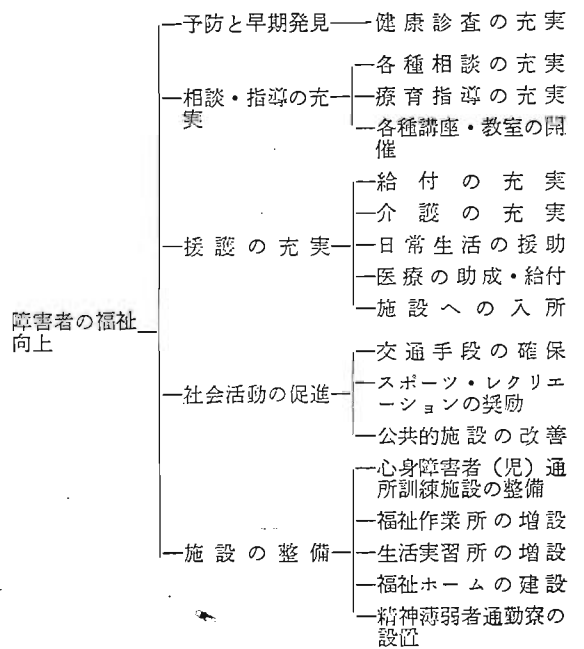 障害者の福祉
向上
予防と早期発見
健康診査の充実
相談・指導の充
実
各種相談の充実
療育指導の充実
各種講座・教室の開
催
援護の充実
給付の充実
介護の充実
日常生活の援助
医療の助成・給付
施設への入所
社会活動の促進
交通手段の確保
スポーツ・レクリエ
ーションの奨励
公共的施設の改善
施設の整備
心身障害者（児）通
所訓練施設の整備
福祉作業所の増設
生活実習所の増設
福祉ホームの建設
精神薄弱者通勤寮の
設置